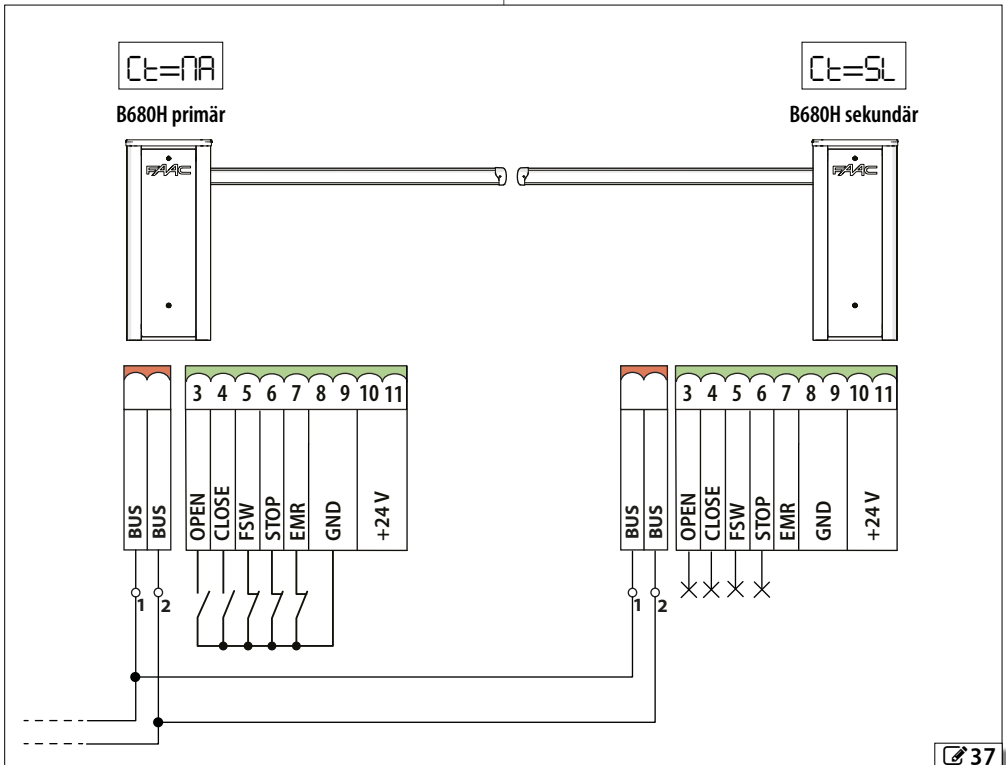 Ct=MA
Ct=SL
B680H primär
B680H sekundär
FAAC
FAAC
3 4 5 6 7 8 9 10 11
BUS
BUS
OPEN
CLOSE
FSW
STOP
EMR
GND
+24 V
1 2
3 4 5 6 7 8 9 10 11
BUS
BUS
OPEN
CLOSE
FSW
STOP
EMR
GND
+24 V
1 2
37